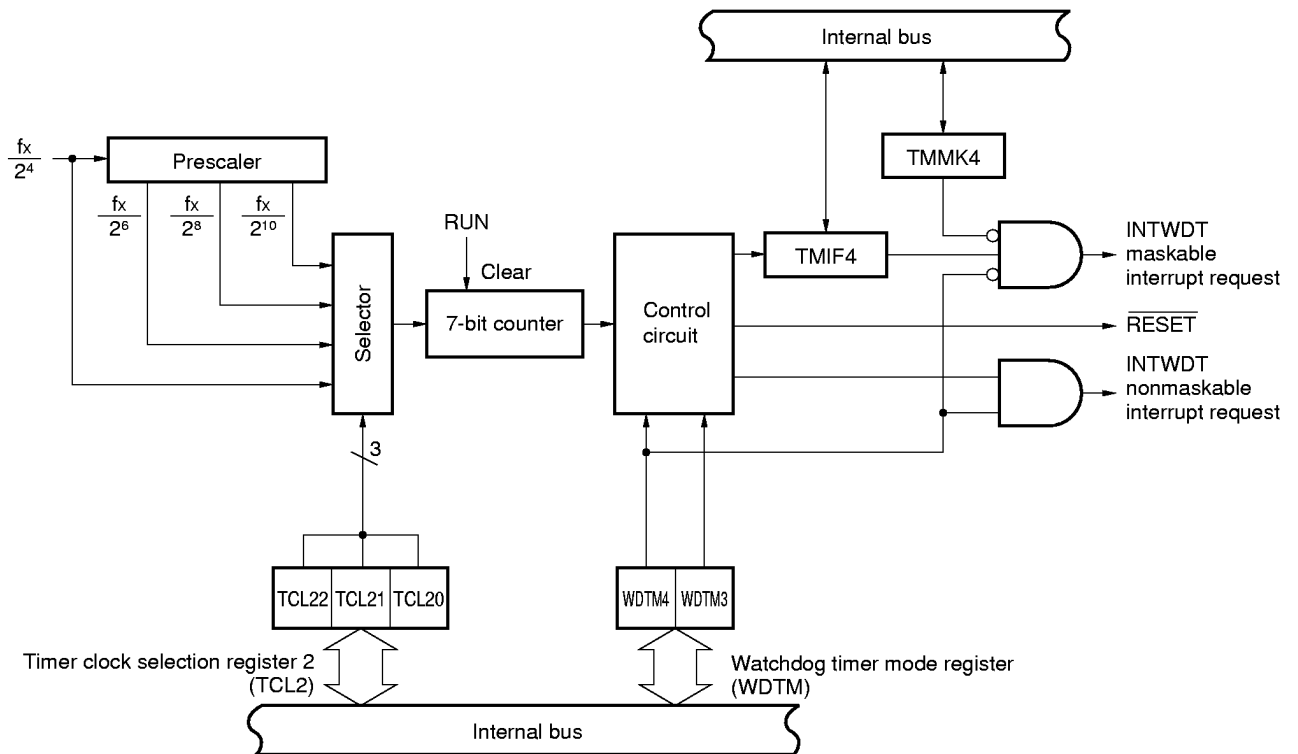 Internal bus
fx
2⁴
Prescaler
TMMK4
fx
2⁶
fx
2⁸
fx
2¹⁰
RUN
Clear
Selector
7-bit counter
Control
circuit
TMIF4
INTWDT
maskable
interrupt request
RESET
INTWDT
nonmaskable
interrupt request
3
TCL22 TCL21 TCL20
WDTM4 WDTM3
Timer clock selection register 2
(TCL2)
Watchdog timer mode register
(WDTM)
Internal bus